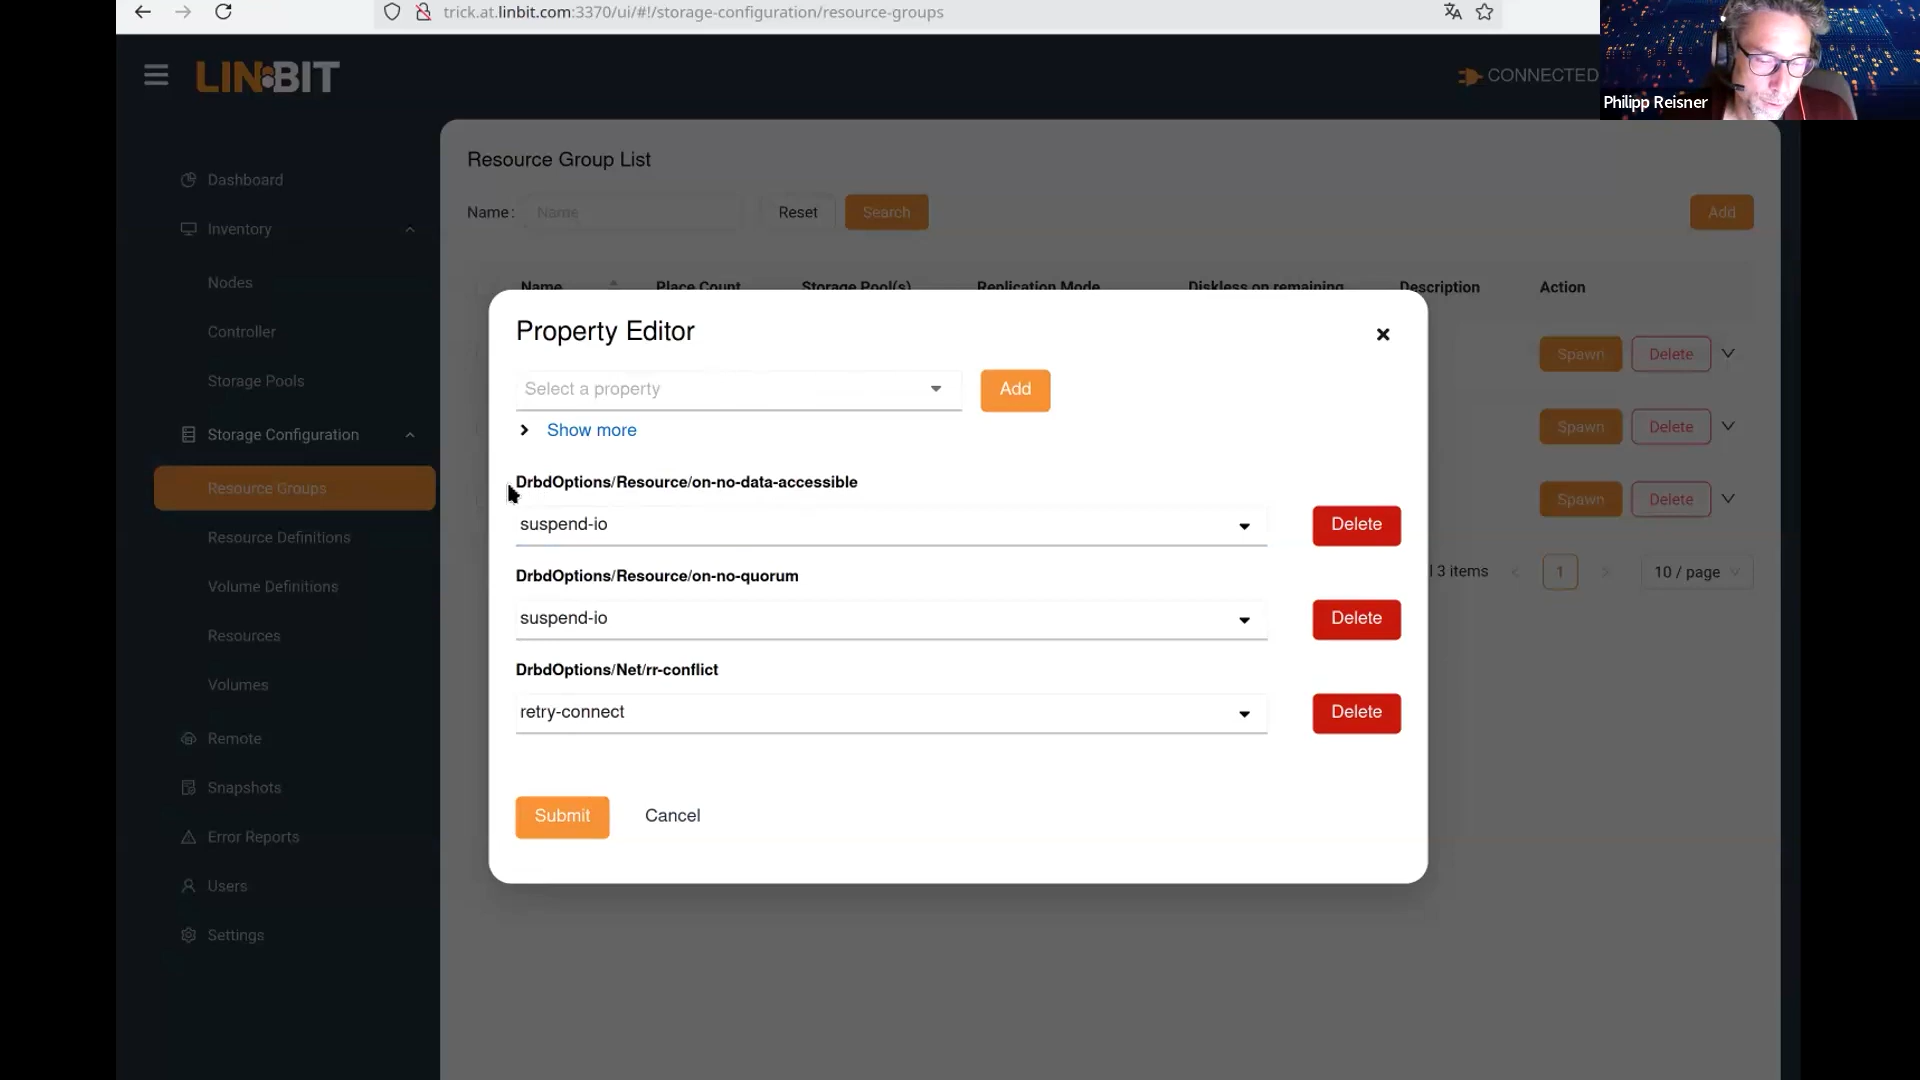 trick.at.linbit.com:3370/ui/#!/storage-configuration/resource-groups
LINBIT
CONNECTED
Philipp Reisner
Dashboard
Inventory
Nodes
Controller
Storage Pools
Storage Configuration
Resource Groups
Resource Definitions
Volume Definitions
Resources
Volumes
Remote
Snapshots
Error Reports
Users
Settings
Resource Group List
Name: Name Reset Search Add
Name Place Count Storage Pool(s) Replication Mode Diskless on remaining Description Action
Spawn Delete
Spawn Delete
Spawn Delete
3 items 1 10 / page
Property Editor
Select a property Add
Show more
DrbdOptions/Resource/on-no-data-accessible
suspend-io Delete
DrbdOptions/Resource/on-no-quorum
suspend-io Delete
DrbdOptions/Net/rr-conflict
retry-connect Delete
Submit Cancel